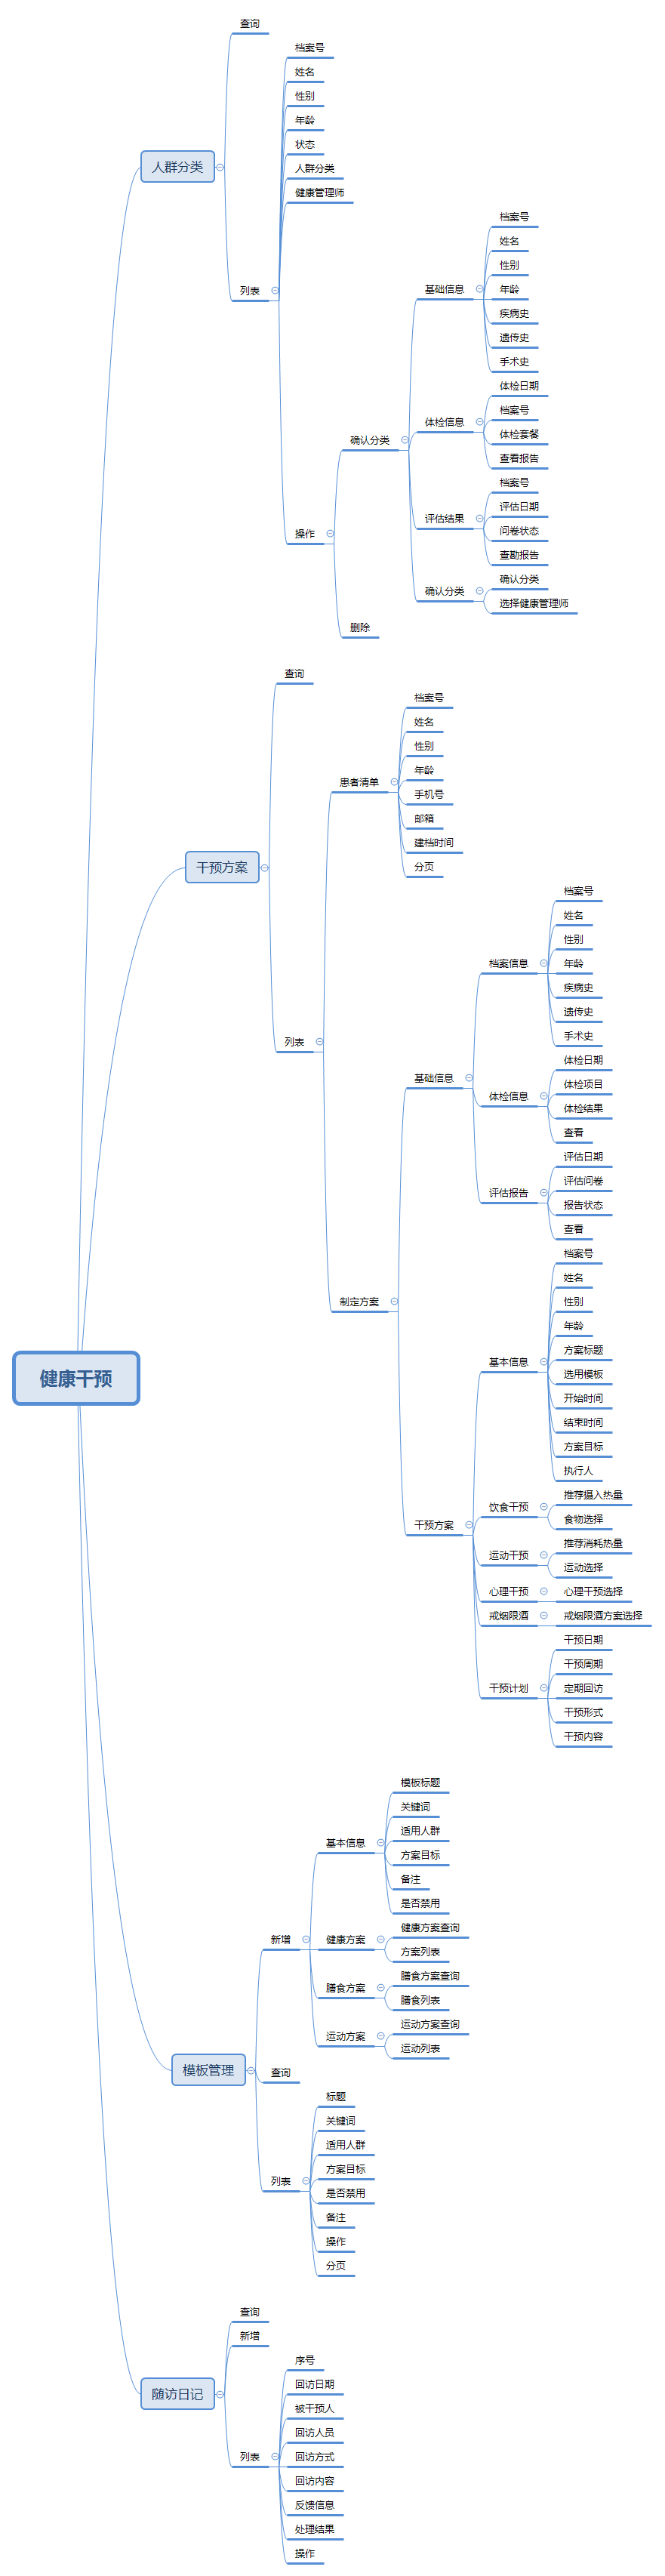 健康干预
人群分类
查询
列表
档案号
姓名
性别
年龄
状态
人群分类
健康管理师
操作
确认分类
基础信息
档案号
姓名
性别
年龄
疾病史
遗传史
手术史
体检信息
体检日期
档案号
体检套餐
查看报告
评估结果
档案号
评估日期
问卷状态
查勘报告
确认分类
确认分类
选择健康管理师
删除
干预方案
查询
列表
患者清单
档案号
姓名
性别
年龄
手机号
邮箱
建档时间
分页
制定方案
基础信息
档案信息
档案号
姓名
性别
年龄
疾病史
遗传史
手术史
体检信息
体检日期
体检项目
体检结果
查看
评估报告
评估日期
评估问卷
报告状态
查看
干预方案
基本信息
档案号
姓名
性别
年龄
方案标题
选用模板
开始时间
结束时间
方案目标
执行人
饮食干预
推荐摄入热量
食物选择
运动干预
推荐消耗热量
运动选择
心理干预
心理干预选择
戒烟限酒
戒烟限酒方案选择
干预计划
干预日期
干预周期
定期回访
干预形式
干预内容
模板管理
新增
基本信息
模板标题
关键词
适用人群
方案目标
备注
是否禁用
健康方案
健康方案查询
方案列表
膳食方案
膳食方案查询
膳食列表
运动方案
运动方案查询
运动列表
查询
列表
标题
关键词
适用人群
方案目标
是否禁用
备注
操作
分页
随访日记
查询
新增
列表
序号
回访日期
被干预人
回访人员
回访方式
回访内容
反馈信息
处理结果
操作